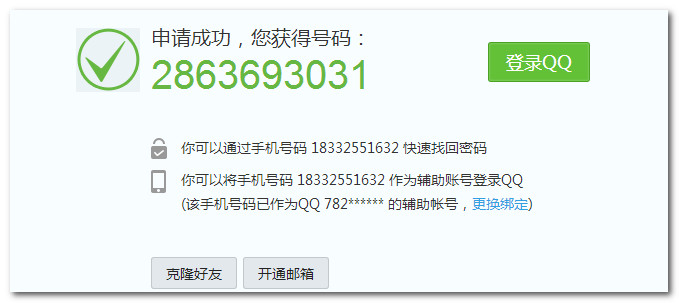 申请成功，您获得号码：
2863693031
登录QQ
你可以通过手机号码 18332551632 快速找回密码
你可以将手机号码 18332551632 作为辅助账号登录QQ
(该手机号码已作为QQ 782****** 的辅助帐号，更换绑定)
克隆好友
开通邮箱